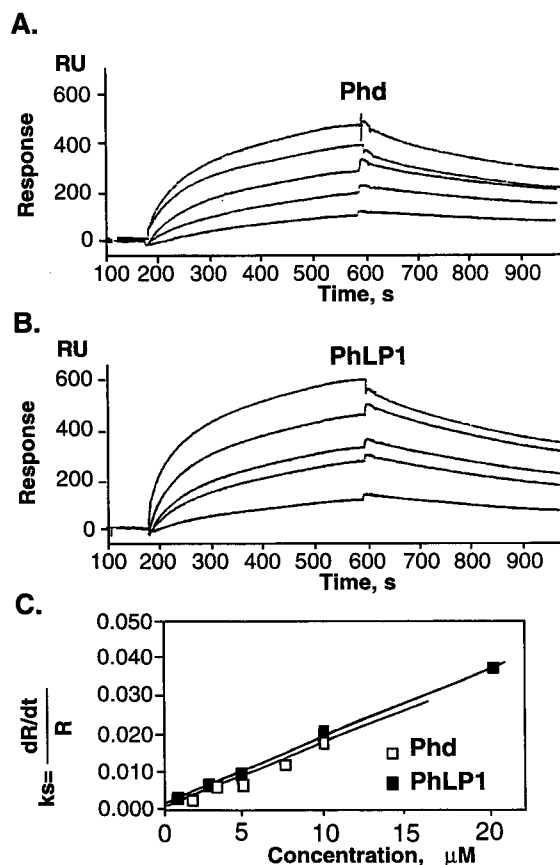 A.
RU
Phd
600
400
200
0
Response
100 200 300 400 500 600 700 800 900
Time, s
B.
RU
PhLP1
600
400
200
0
Response
100 200 300 400 500 600 700 800 900
Time, s
C.
0.050
0.040
0.030
0.020
0.010
0.000
ks= dR/dt
R
Phd
PhLP1
0 5 10 15 20
Concentration, μM